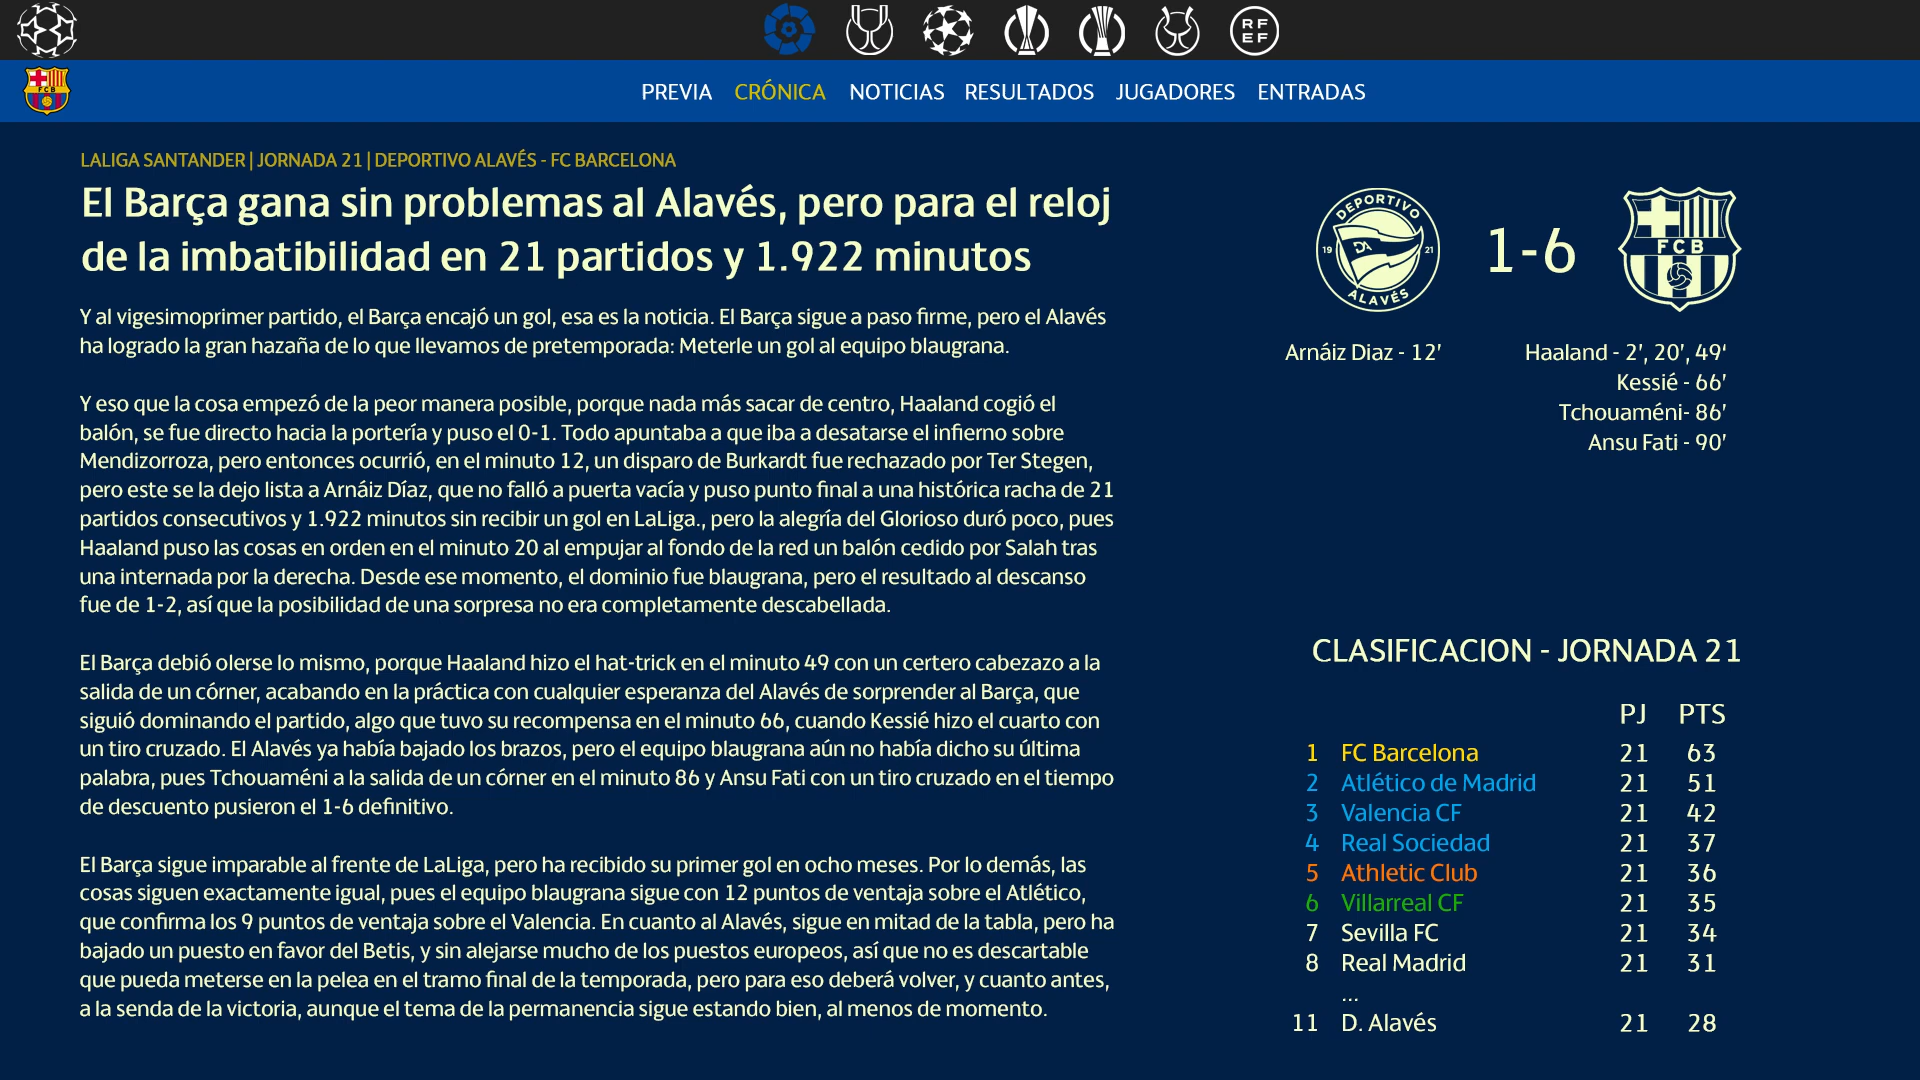 RF
EF
FCB
PREVIA CRÓNICA NOTICIAS RESULTADOS JUGADORES ENTRADAS
LALIGA SANTANDER | JORNADA 21 | DEPORTIVO ALAVÉS - FC BARCELONA
El Barça gana sin problemas al Alavés, pero para el reloj
de la imbatibilidad en 21 partidos y 1.922 minutos
Y al vigesimoprimer partido, el Barça encajó un gol, esa es la noticia. El Barça sigue a paso firme, pero el Alavés
ha logrado la gran hazaña de lo que llevamos de pretemporada: Meterle un gol al equipo blaugrana.
Y eso que la cosa empezó de la peor manera posible, porque nada más sacar de centro, Haaland cogió el
balón, se fue directo hacia la portería y puso el 0-1. Todo apuntaba a que iba a desatarse el infierno sobre
Mendizorroza, pero entonces ocurrió, en el minuto 12, un disparo de Burkardt fue rechazado por Ter Stegen,
pero este se la dejo lista a Arnáiz Díaz, que no falló a puerta vacía y puso punto final a una histórica racha de 21
partidos consecutivos y 1.922 minutos sin recibir un gol en LaLiga., pero la alegría del Glorioso duró poco, pues
Haaland puso las cosas en orden en el minuto 20 al empujar al fondo de la red un balón cedido por Salah tras
una internada por la derecha. Desde ese momento, el dominio fue blaugrana, pero el resultado al descanso
fue de 1-2, así que la posibilidad de una sorpresa no era completamente descabellada.
El Barça debió olerse lo mismo, porque Haaland hizo el hat-trick en el minuto 49 con un certero cabezazo a la
salida de un córner, acabando en la práctica con cualquier esperanza del Alavés de sorprender al Barça, que
siguió dominando el partido, algo que tuvo su recompensa en el minuto 66, cuando Kessié hizo el cuarto con
un tiro cruzado. El Alavés ya había bajado los brazos, pero el equipo blaugrana aún no había dicho su última
palabra, pues Tchouaméni a la salida de un córner en el minuto 86 y Ansu Fati con un tiro cruzado en el tiempo
de descuento pusieron el 1-6 definitivo.
El Barça sigue imparable al frente de LaLiga, pero ha recibido su primer gol en ocho meses. Por lo demás, las
cosas siguen exactamente igual, pues el equipo blaugrana sigue con 12 puntos de ventaja sobre el Atlético,
que confirma los 9 puntos de ventaja sobre el Valencia. En cuanto al Alavés, sigue en mitad de la tabla, pero ha
bajado un puesto en favor del Betis, y sin alejarse mucho de los puestos europeos, así que no es descartable
que pueda meterse en la pelea en el tramo final de la temporada, pero para eso deberá volver, y cuanto antes,
a la senda de la victoria, aunque el tema de la permanencia sigue estando bien, al menos de momento.
DEPORTIVO
19 DA 21
ALAVÉS
1-6
FCB
Arnáiz Diaz - 12’
Haaland - 2’, 20’, 49‘
Kessié - 66’
Tchouaméni- 86’
Ansu Fati - 90’
CLASIFICACION - JORNADA 21
PJ PTS
1 FC Barcelona 21 63
2 Atlético de Madrid 21 51
3 Valencia CF 21 42
4 Real Sociedad 21 37
5 Athletic Club 21 36
6 Villarreal CF 21 35
7 Sevilla FC 21 34
8 Real Madrid 21 31
...
11 D. Alavés 21 28